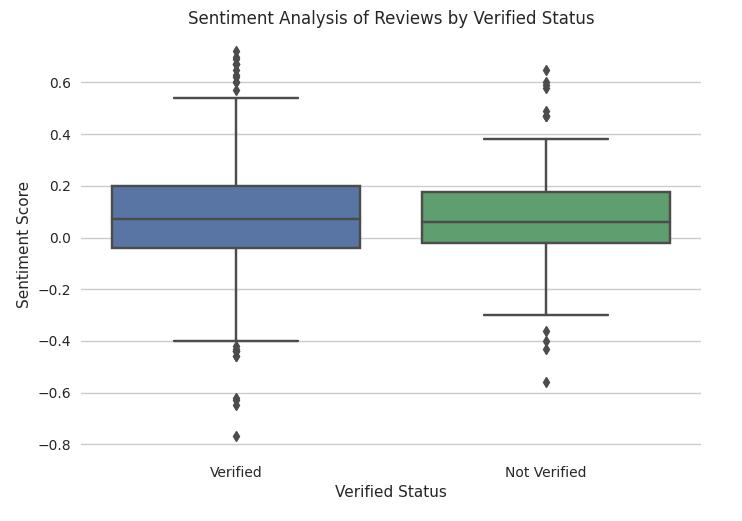 Sentiment Analysis of Reviews by Verified Status
Sentiment Score
0.6
0.4
0.2
0.0
−0.2
−0.4
−0.6
−0.8
Verified
Not Verified
Verified Status